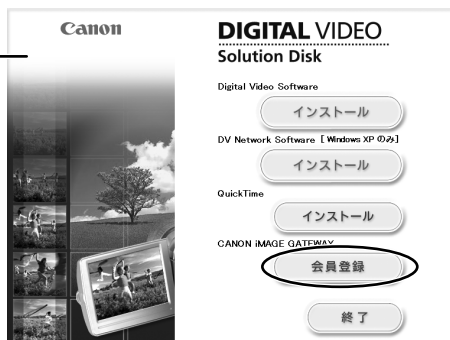 Canon
DIGITAL VIDEO
Solution Disk
Digital Video Software
インストール
DV Network Software [Windows XP のみ]
インストール
QuickTime
インストール
CANON iMAGE GATEWAY
会員登録
終了